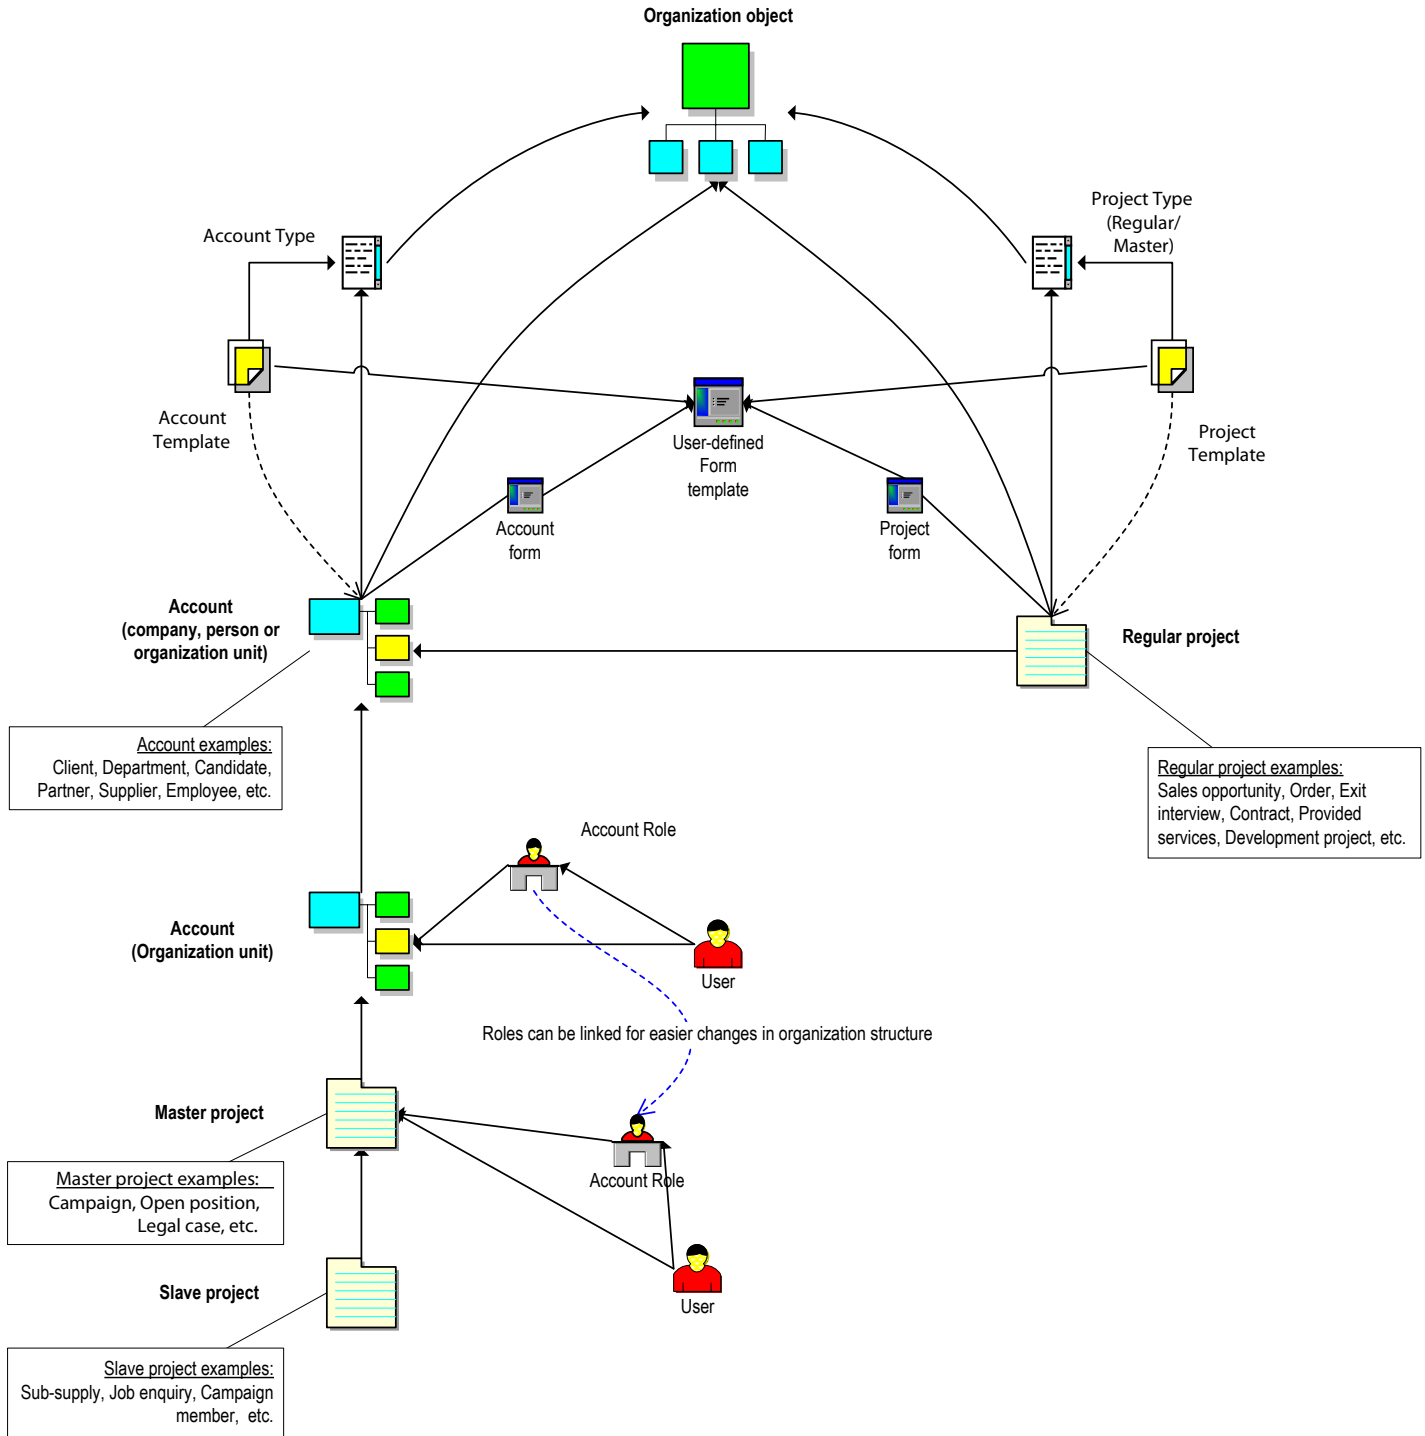 Organization object
Account Type
Project Type
(Regular/
Master)
Account
Template
User-defined
Form
template
Project
Template
Account
form
Project
form
Account
(company, person or
organization unit)
Regular project
Account examples:
Client, Department, Candidate,
Partner, Supplier, Employee, etc.
Regular project examples:
Sales opportunity, Order, Exit
interview, Contract, Provided
services, Development project, etc.
Account Role
Account
(Organization unit)
User
Roles can be linked for easier changes in organization structure
Master project
Account Role
Master project examples:
Campaign, Open position,
Legal case, etc.
Slave project
User
Slave project examples:
Sub-supply, Job enquiry, Campaign
member, etc.